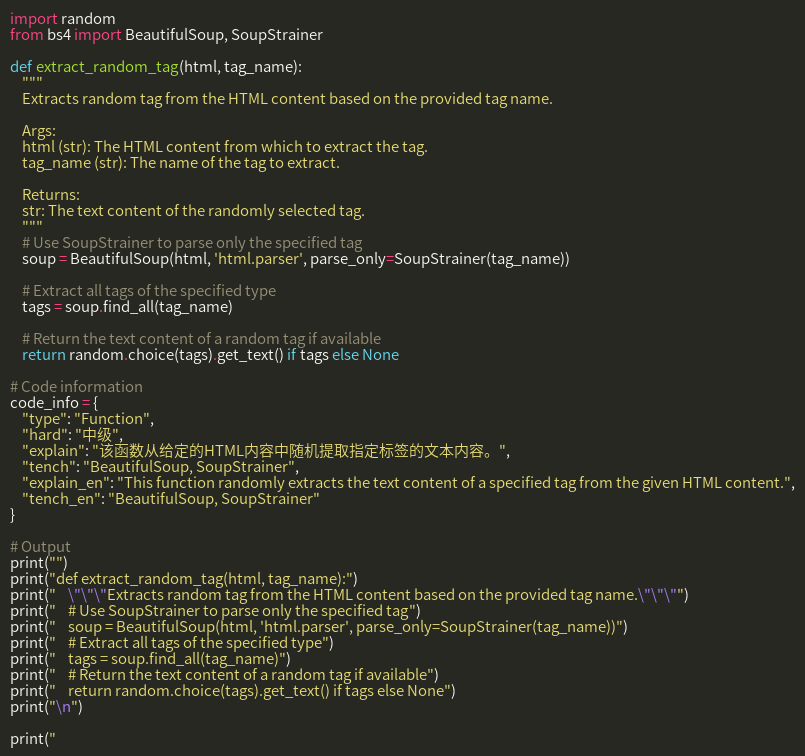 import random
from bs4 import BeautifulSoup, SoupStrainer

def extract_random_tag(html, tag_name):
    """
    Extracts random tag from the HTML content based on the provided tag name.

    Args:
    html (str): The HTML content from which to extract the tag.
    tag_name (str): The name of the tag to extract.

    Returns:
    str: The text content of the randomly selected tag.
    """
    # Use SoupStrainer to parse only the specified tag
    soup = BeautifulSoup(html, 'html.parser', parse_only=SoupStrainer(tag_name))

    # Extract all tags of the specified type
    tags = soup.find_all(tag_name)

    # Return the text content of a random tag if available
    return random.choice(tags).get_text() if tags else None

# Code information
code_info = {
    "type": "Function",
    "hard": "中级",
    "explain": "该函数从给定的HTML内容中随机提取指定标签的文本内容。",
    "tench": "BeautifulSoup, SoupStrainer",
    "explain_en": "This function randomly extracts the text content of a specified tag from the given HTML content.",
    "tench_en": "BeautifulSoup, SoupStrainer"
}

# Output
print("")
print("def extract_random_tag(html, tag_name):")
print("    \"\"\"Extracts random tag from the HTML content based on the provided tag name.\"\"\"")
print("    # Use SoupStrainer to parse only the specified tag")
print("    soup = BeautifulSoup(html, 'html.parser', parse_only=SoupStrainer(tag_name))")
print("    # Extract all tags of the specified type")
print("    tags = soup.find_all(tag_name)")
print("    # Return the text content of a random tag if available")
print("    return random.choice(tags).get_text() if tags else None")
print("\n")

print("